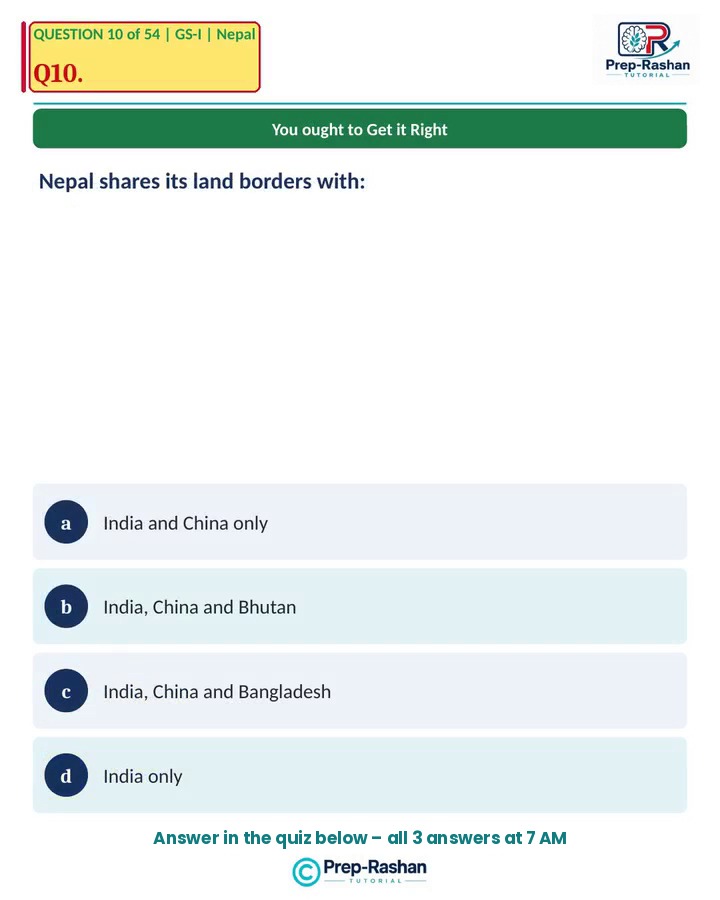 QUESTION 10 of 54 | GS-I | Nepal
Q10.
Prep-Rashan
TUTORIAL
You ought to Get it Right
Nepal shares its land borders with:
a India and China only
b India, China and Bhutan
c India, China and Bangladesh
d India only
Answer in the quiz below – all 3 answers at 7 AM
© Prep-Rashan
TUTORIAL